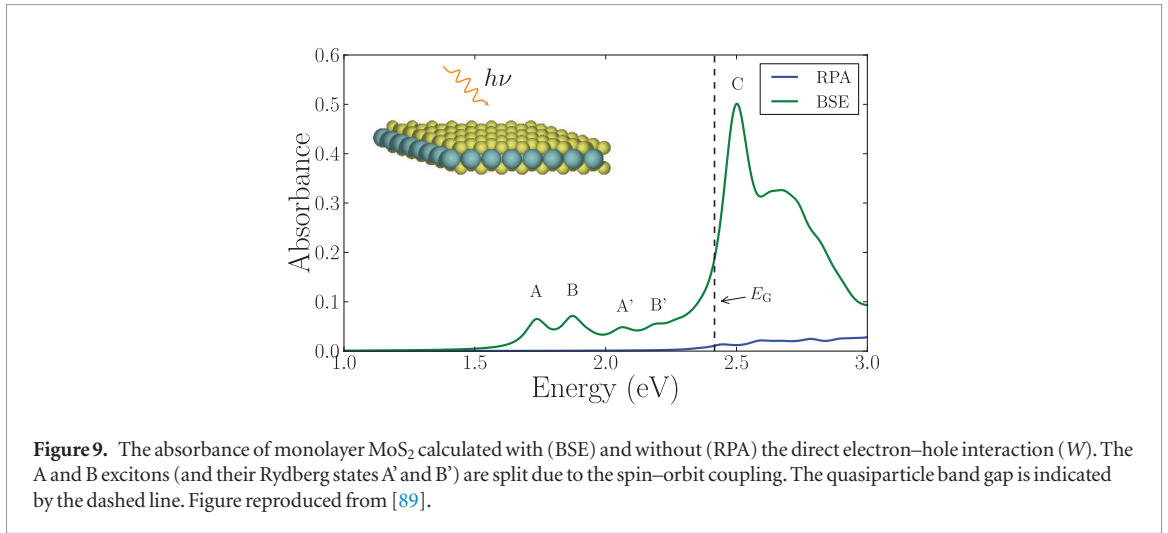 0.6
0.5
0.4
0.3
0.2
0.1
0.0
Absorbance
hν
RPA
BSE
C
A
B
A'
B'
E_G
1.0 1.5 2.0 2.5 3.0
Energy (eV)
Figure 9. The absorbance of monolayer MoS₂ calculated with (BSE) and without (RPA) the direct electron–hole interaction (W). The
A and B excitons (and their Rydberg states A' and B') are split due to the spin–orbit coupling. The quasiparticle band gap is indicated
by the dashed line. Figure reproduced from [89].